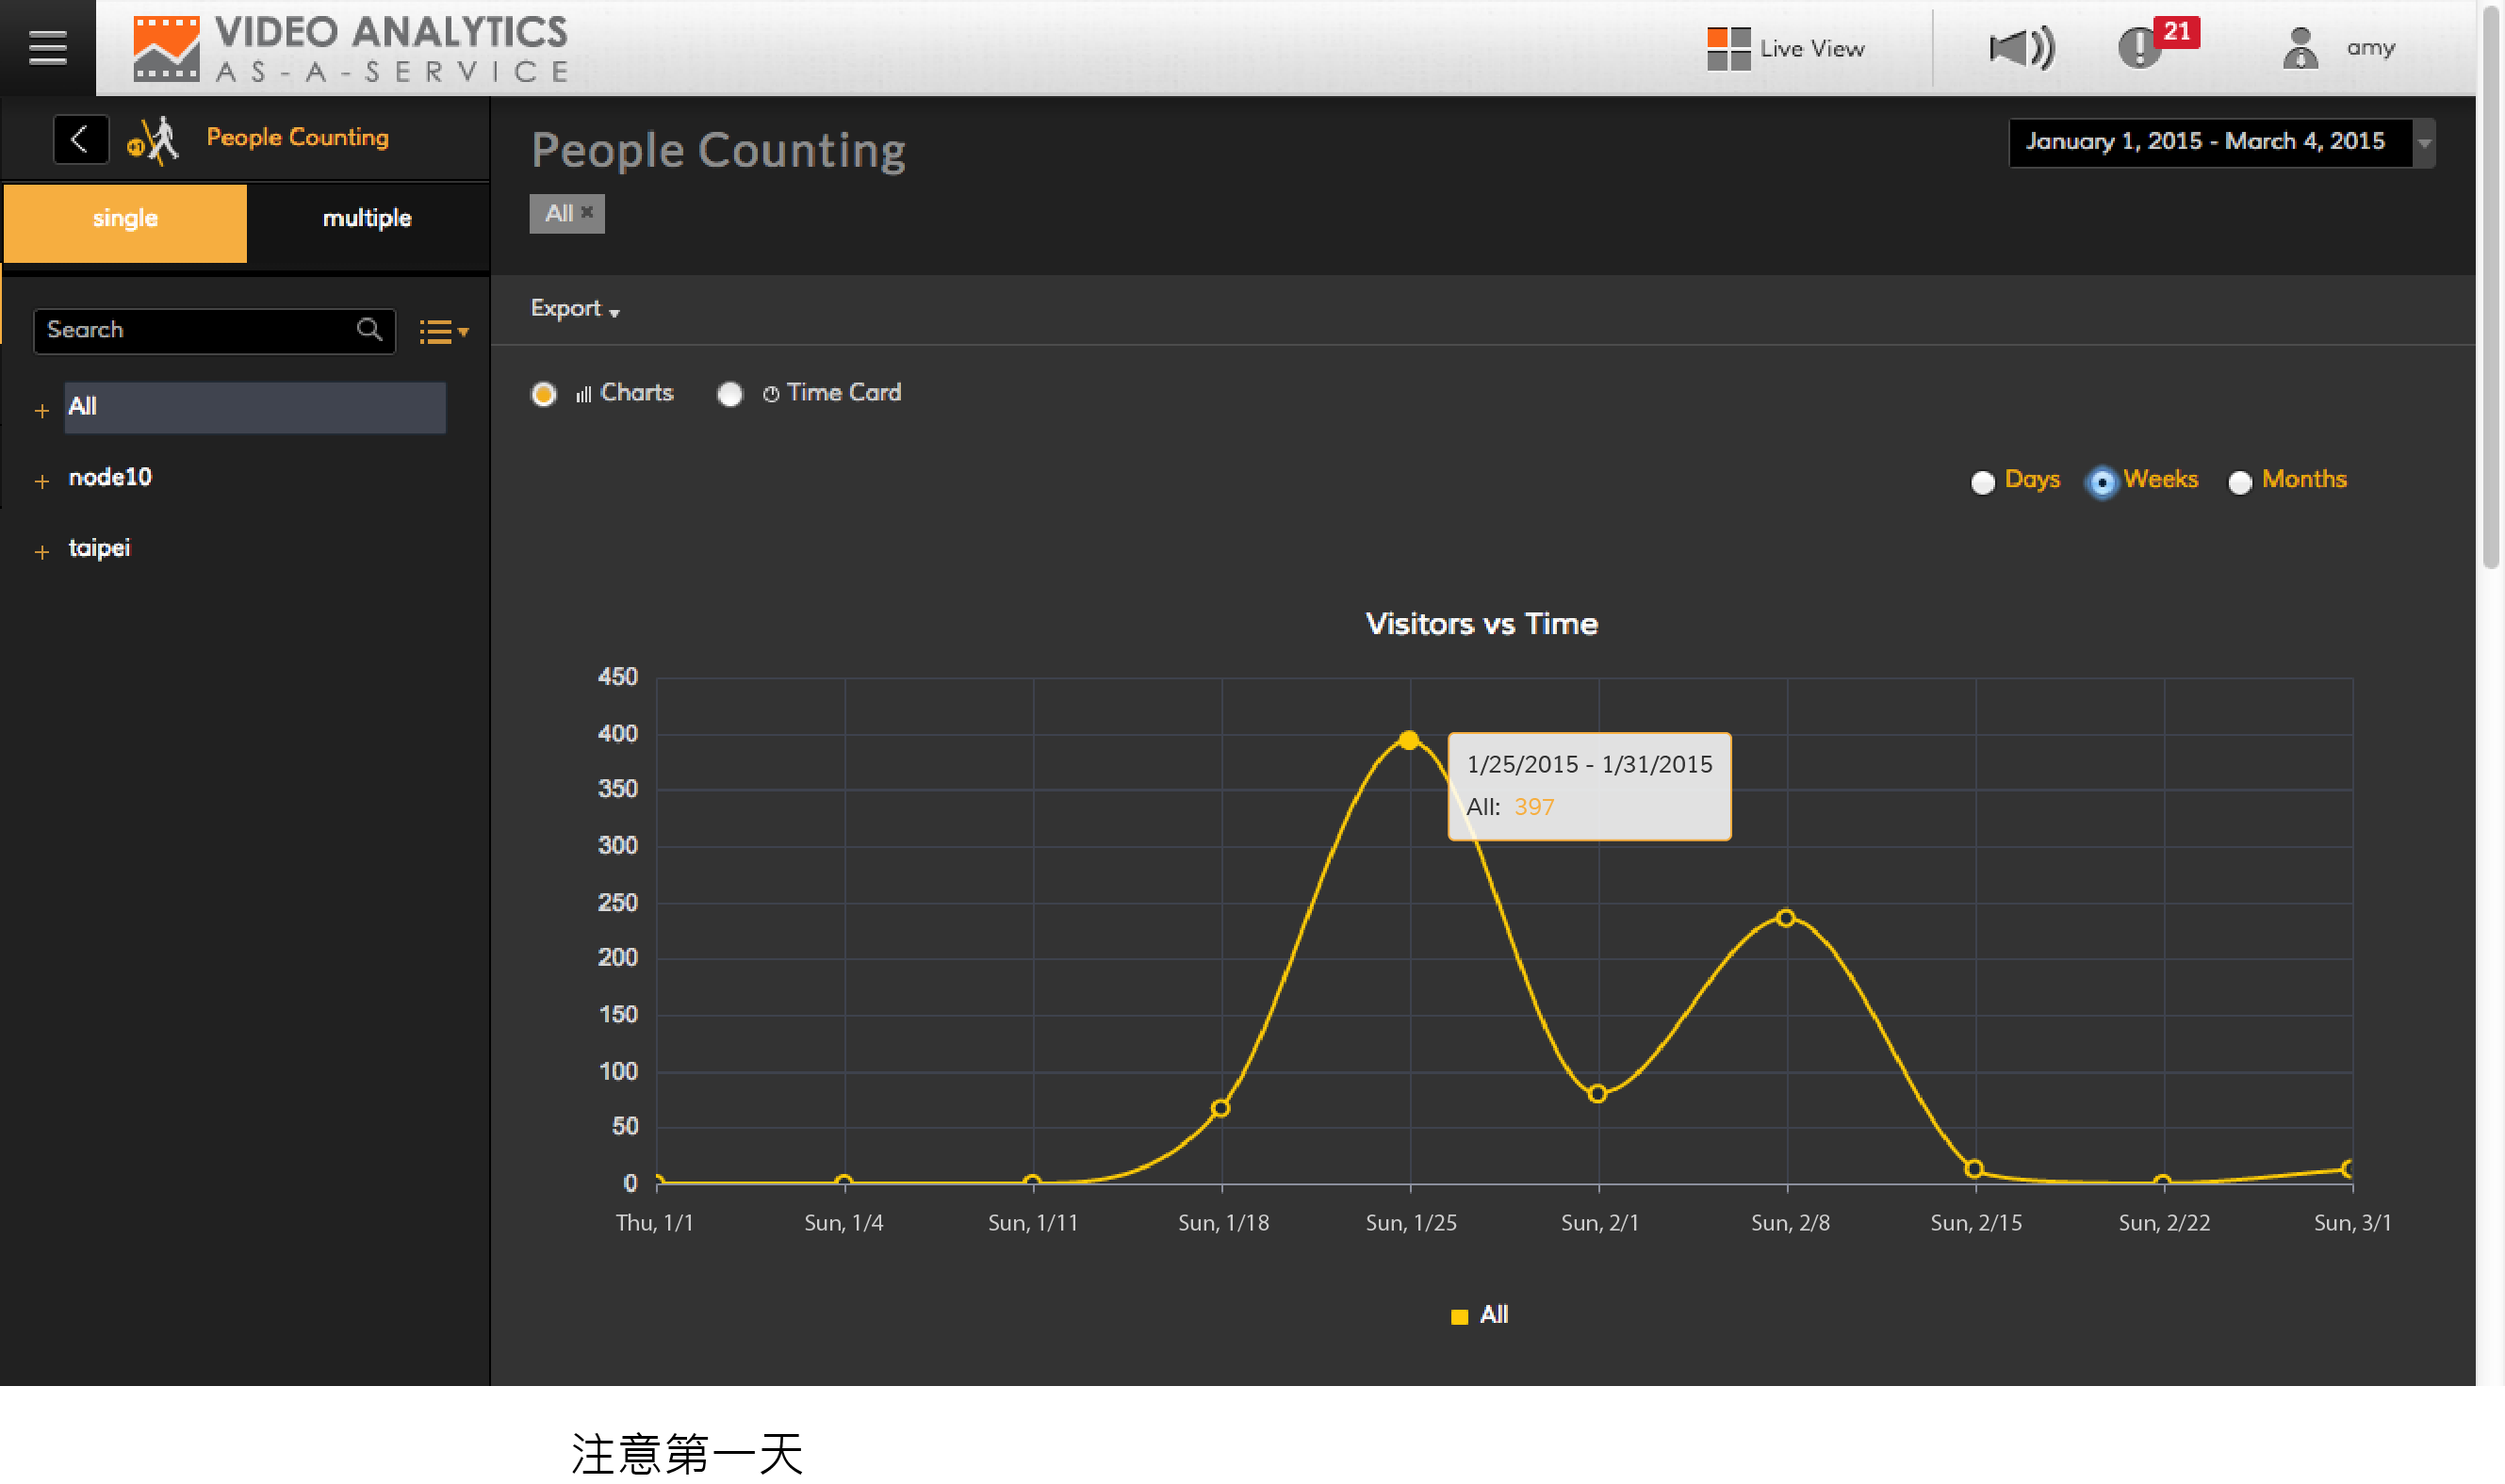 VIDEO ANALYTICS
AS-A-SERVICE
Live View
21
amy
People Counting
single
multiple
Search
All
node10
taipei
People Counting
January 1, 2015 - March 4, 2015
All ×
Export
Charts
Time Card
Days
Weeks
Months
Visitors vs Time
450
400
350
300
250
200
150
100
50
0
1/25/2015 - 1/31/2015
All: 397
Thu, 1/1
Sun, 1/4
Sun, 1/11
Sun, 1/18
Sun, 1/25
Sun, 2/1
Sun, 2/8
Sun, 2/15
Sun, 2/22
Sun, 3/1
All
注意第一天